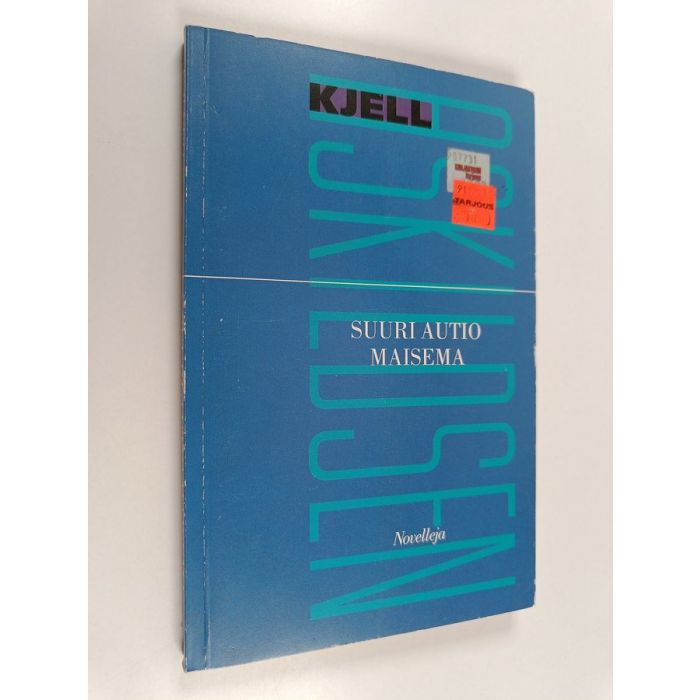 KJELL
ASKILDSEN
TARJOUS
SUURI AUTIO
MAISEMA
Novelleja